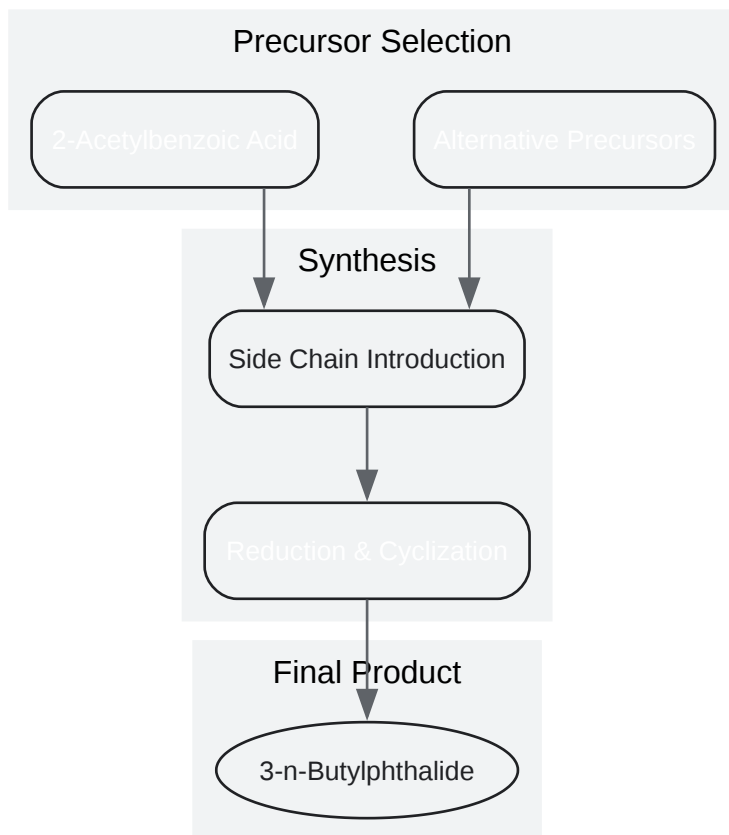 Precursor Selection
2-Acetylbenzoic Acid
Alternative Precursors
Synthesis
Side Chain Introduction
Reduction & Cyclization
Final Product
3-n-Butylphthalide